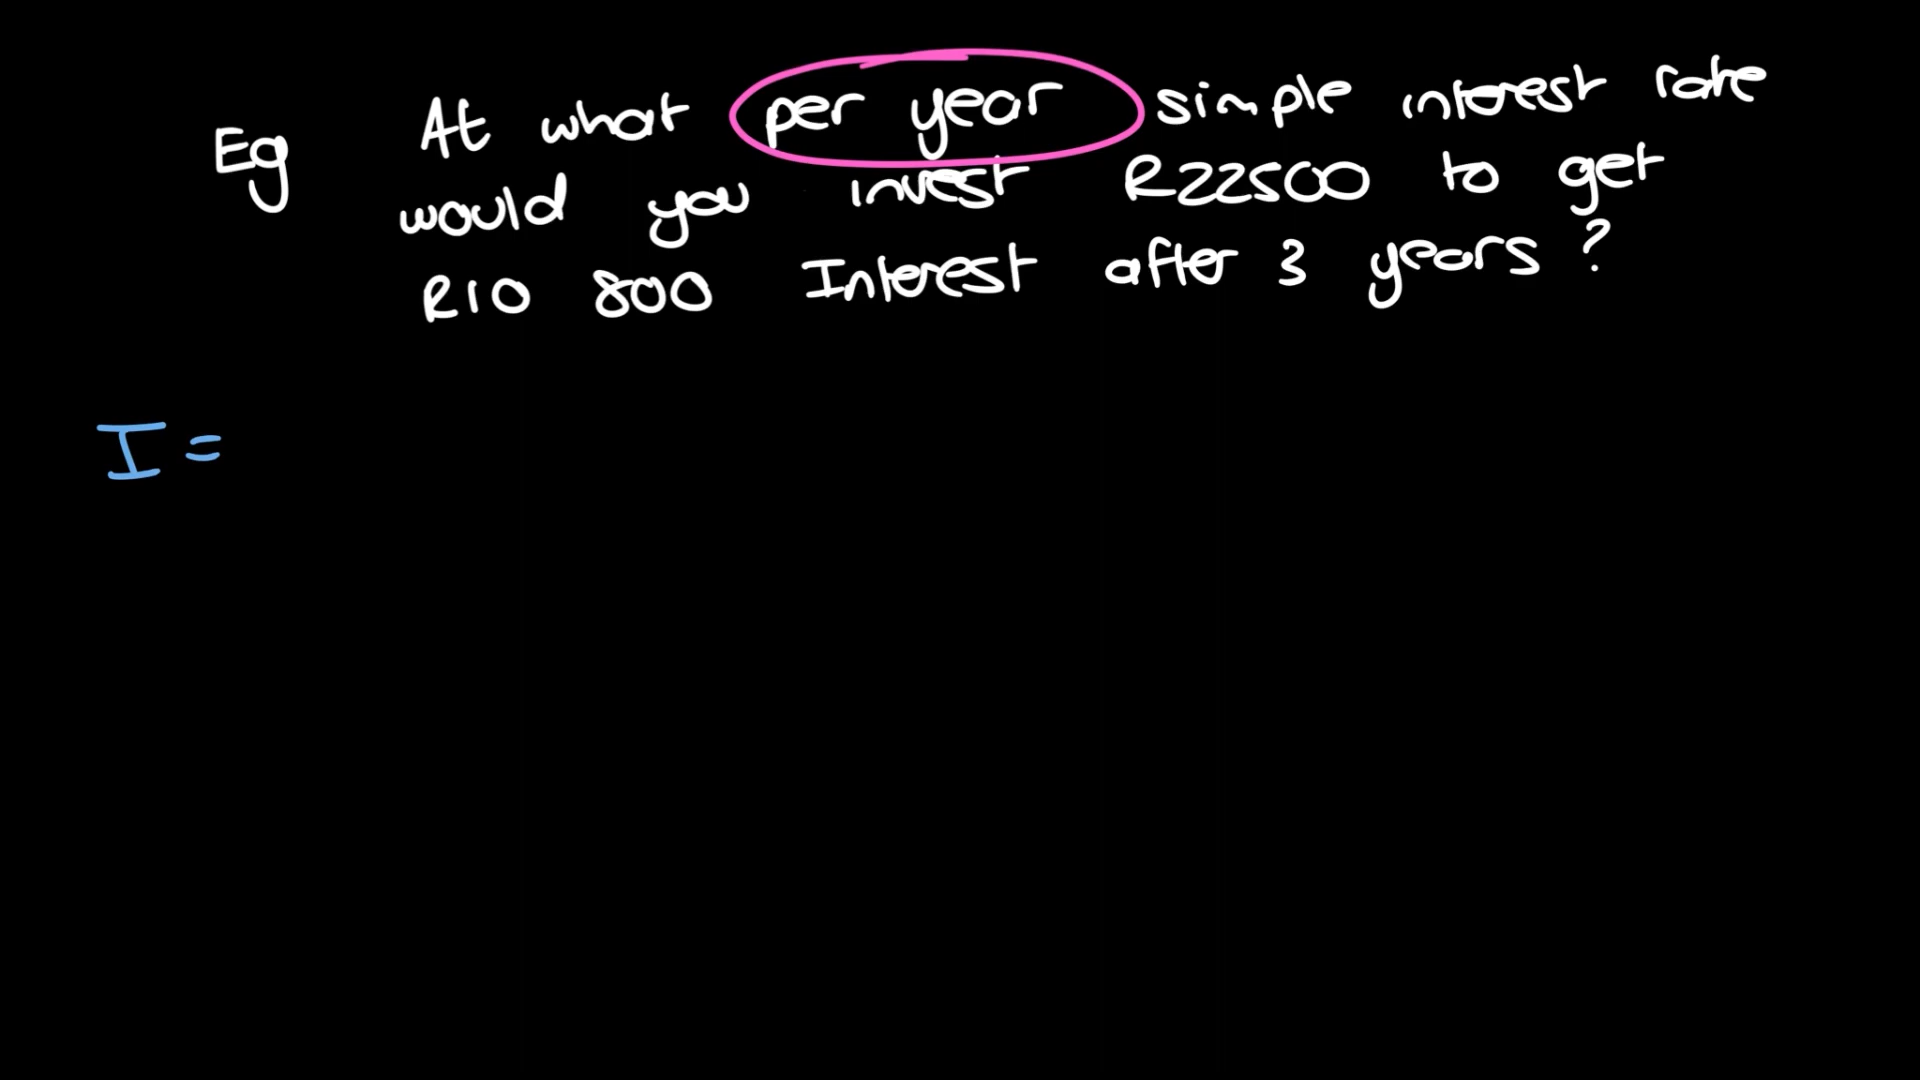 Eg At what per year simple interest rate
would you invest R22500 to get
R10 800 Interest after 3 years ?
I =